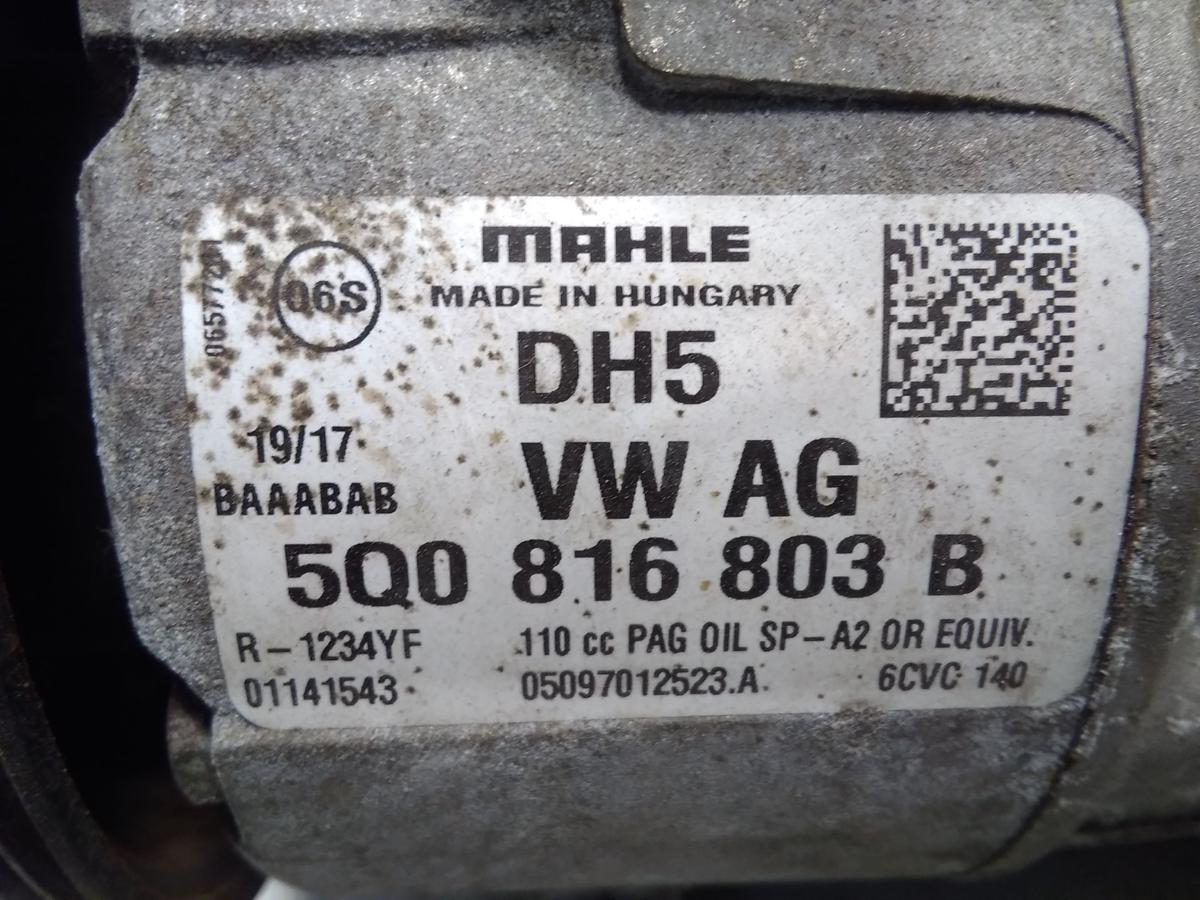 MAHLE
MADE IN HUNGARY
06S
DH5
19/17
VW AG
BAAABAB
5Q0 816 803 B
R-1234YF 110 cc PAG OIL SP-A2 OR EQUIV.
01141543 05097012523.A 6CVC 140